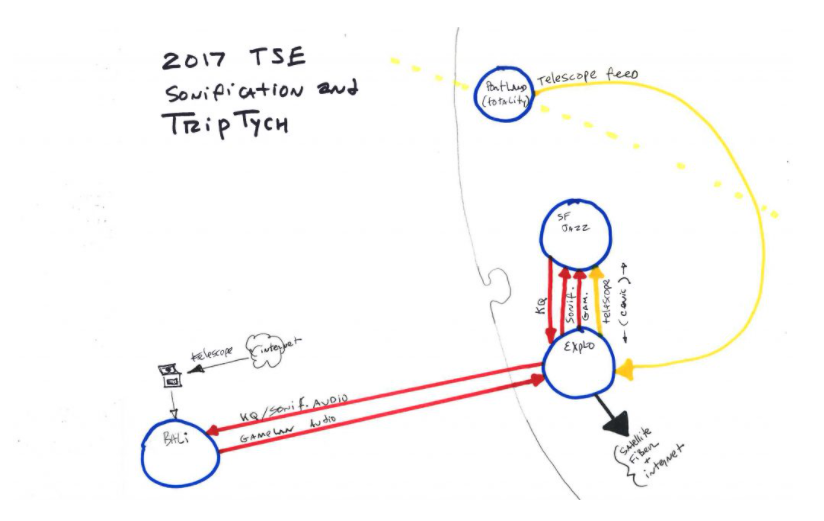 2017 TSE
Sonification and
TRipTYCH
Portland
(totality)
Telescope feed
SF
JAZZ
KQ
Sonif.
GAM.
telescope
Explo
telescope
internet
KQ/Sonif. Audio
Gamelan Audio
BALi
Satellite
Fiber
+
internet